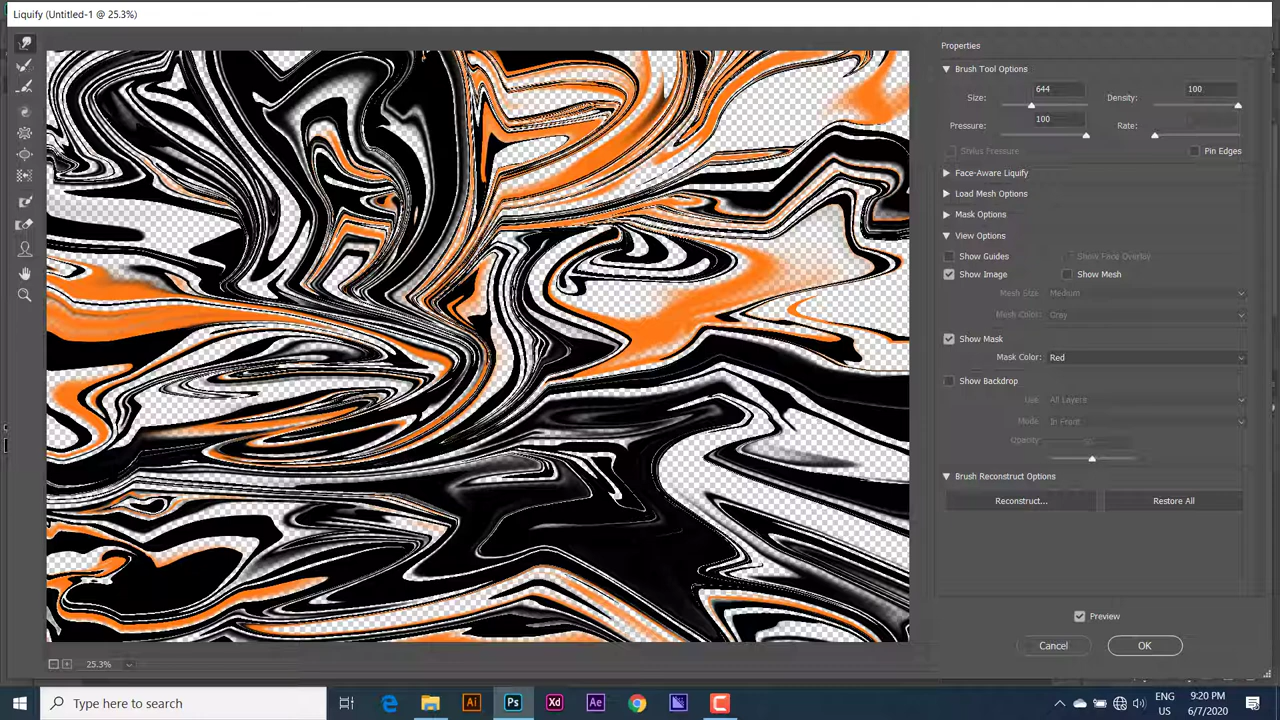 Liquify (Untitled-1 @ 25.3%)
Properties
Brush Tool Options
Size: 644
Density: 100
Pressure: 100
Rate:
Stylus Pressure
Pin Edges
Face-Aware Liquify
Load Mesh Options
Mask Options
View Options
Show Guides
Show Face Overlay
Show Image
Show Mesh
Mesh Size: Medium
Mesh Color: Gray
Show Mask
Mask Color: Red
Show Backdrop
Use: All Layers
Mode: In Front
Opacity:
Brush Reconstruct Options
Reconstruct...
Restore All
Preview
Cancel
OK
25.3%
Type here to search
Ai
Ps
Xd
Ae
ENG
US
9:20 PM
6/7/2020